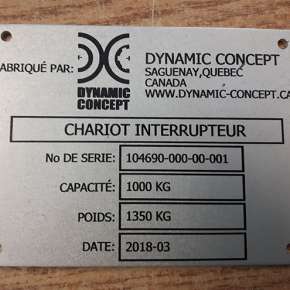 FABRIQUÉ PAR:
DYNAMIC
CONCEPT
DYNAMIC CONCEPT
SAGUENAY,QUEBEC
CANADA
WWW.DYNAMIC-CONCEPT.CA
CHARIOT INTERRUPTEUR
No DE SERIE: 104690-000-00-001
CAPACITÉ: 1000 KG
POIDS: 1350 KG
DATE: 2018-03